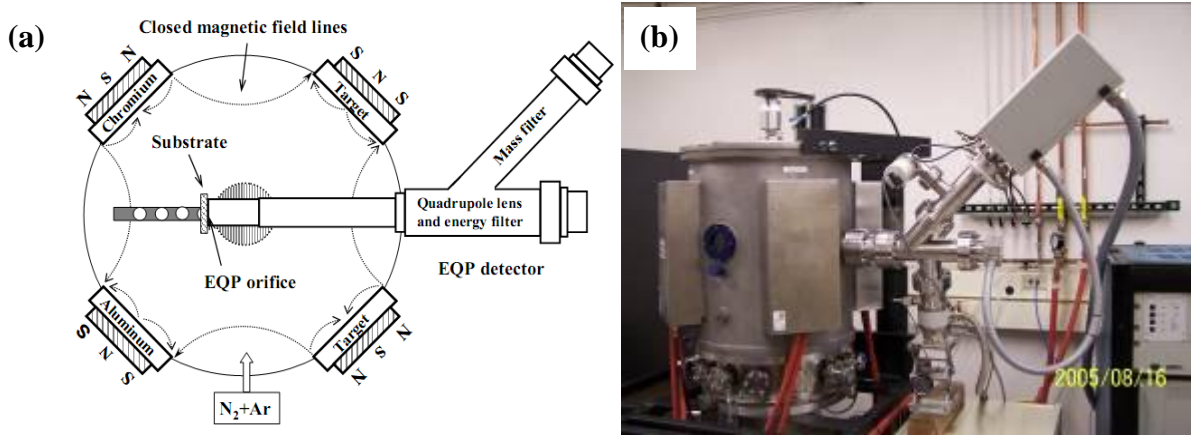 (a)
Closed magnetic field lines
N S N
Chromium
S N S
Target
Substrate
Mass filter
Quadrupole lens
and energy filter
EQP orifice
EQP detector
Aluminum
S N S
Target
N S N
N2+Ar
(b)
2005/08/16